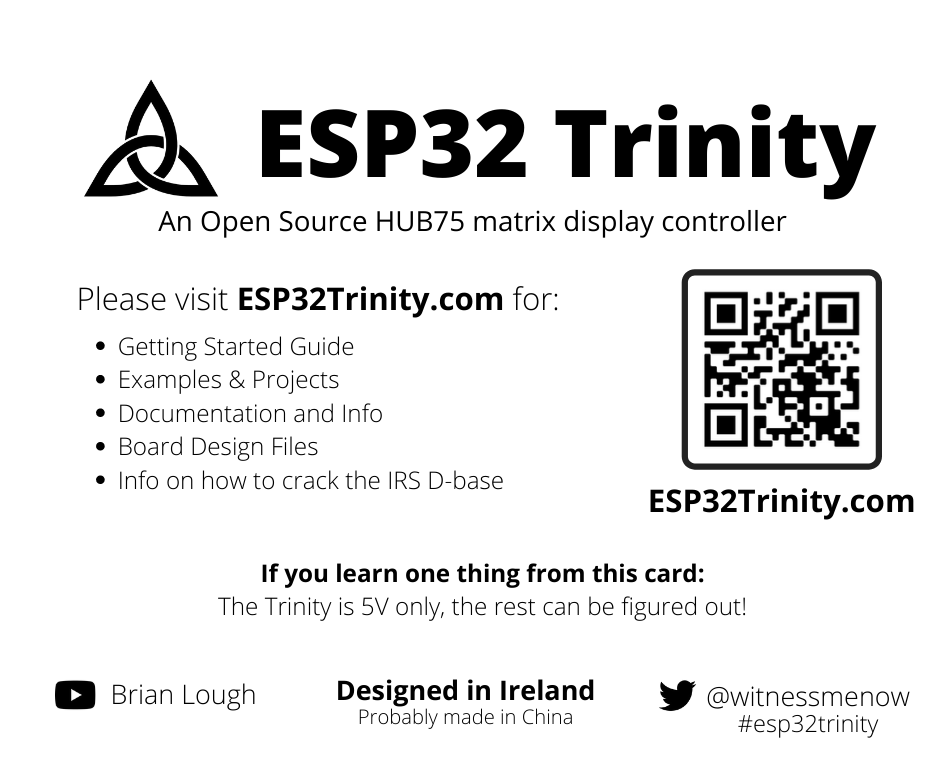 ESP32 Trinity
An Open Source HUB75 matrix display controller
Please visit ESP32Trinity.com for:
• Getting Started Guide
• Examples & Projects
• Documentation and Info
• Board Design Files
• Info on how to crack the IRS D-base
ESP32Trinity.com
If you learn one thing from this card:
The Trinity is 5V only, the rest can be figured out!
Brian Lough
Designed in Ireland
Probably made in China
@witnessmenow
#esp32trinity